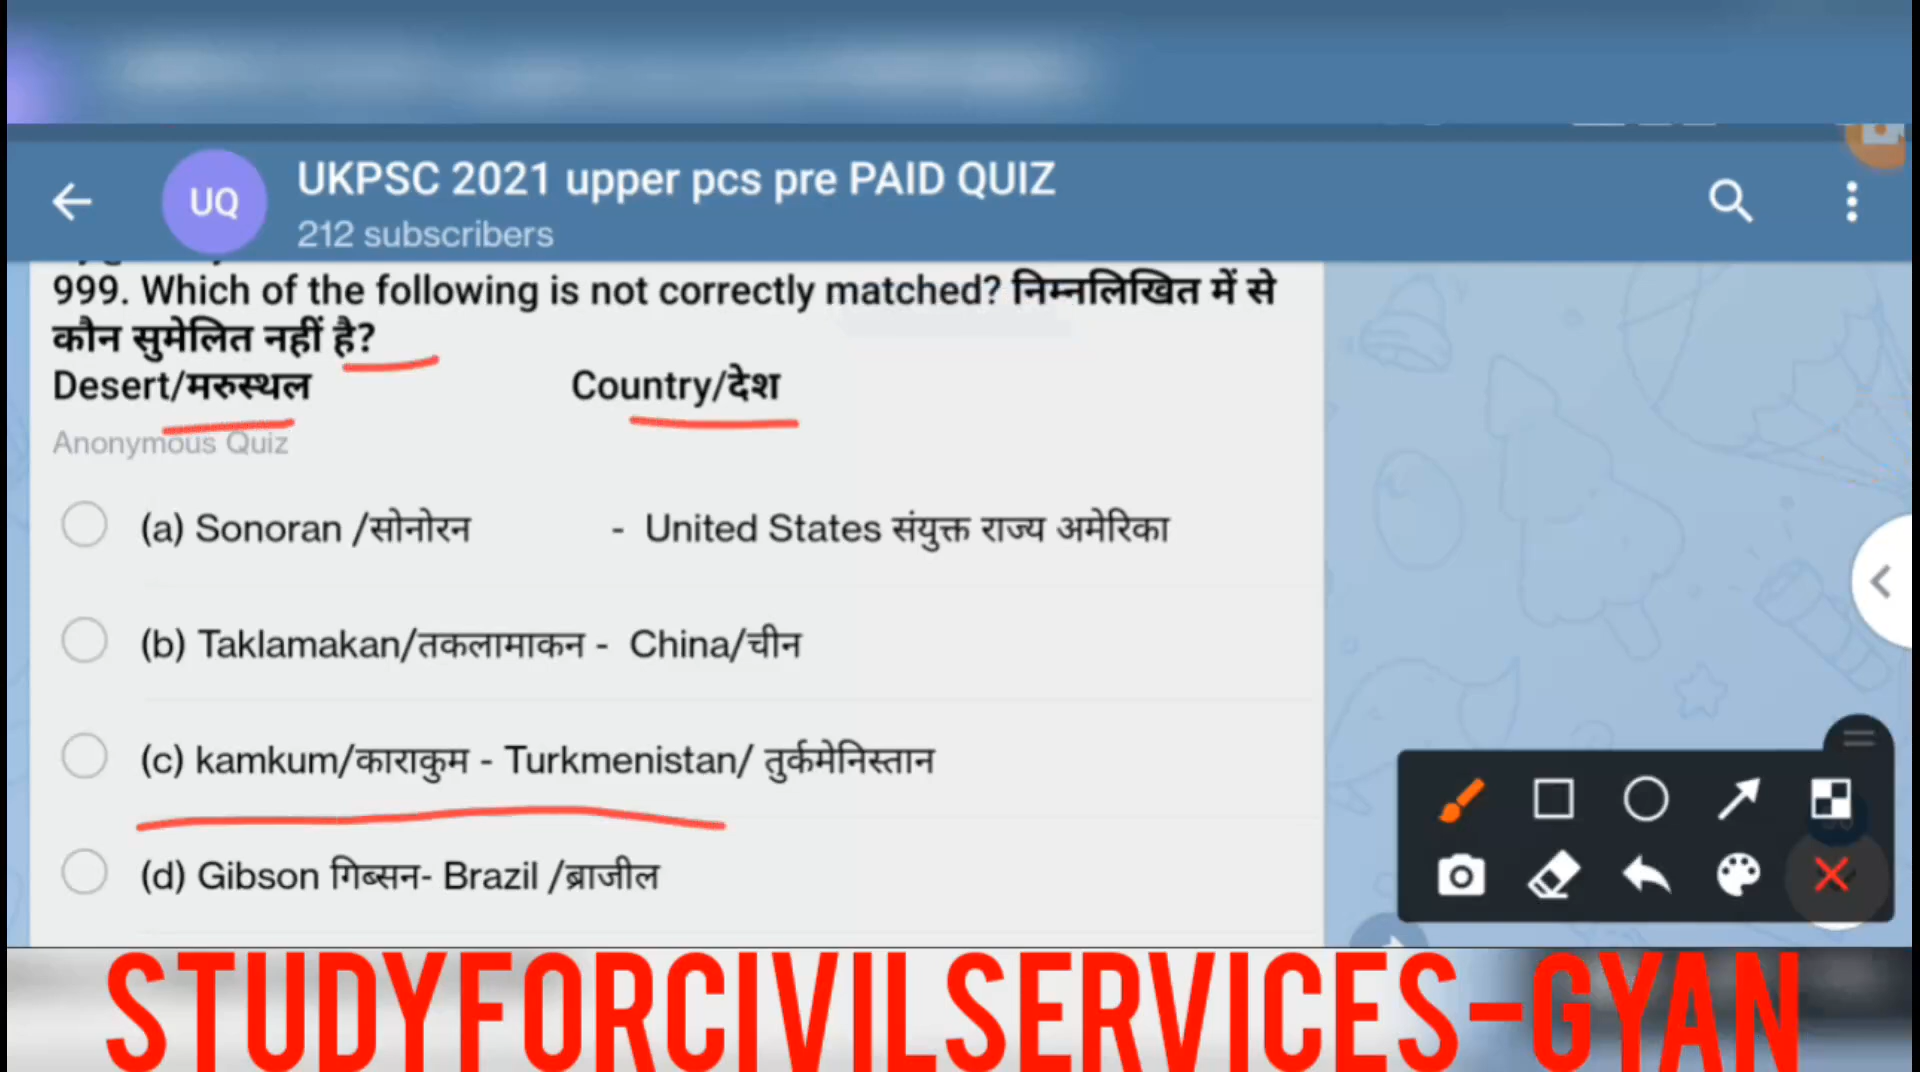 UQ
UKPSC 2021 upper pcs pre PAID QUIZ
212 subscribers
999. Which of the following is not correctly matched? निम्नलिखित में से
कौन सुमेलित नहीं है?
Desert/मरुस्थल Country/देश
Anonymous Quiz
(a) Sonoran /सोनोरन - United States संयुक्त राज्य अमेरिका
(b) Taklamakan/तकलामाकन - China/चीन
(c) kamkum/काराकुम - Turkmenistan/ तुर्कमेनिस्तान
(d) Gibson गिब्सन- Brazil /ब्राजील
STUDYFORCIVILSERVICES-GYAN